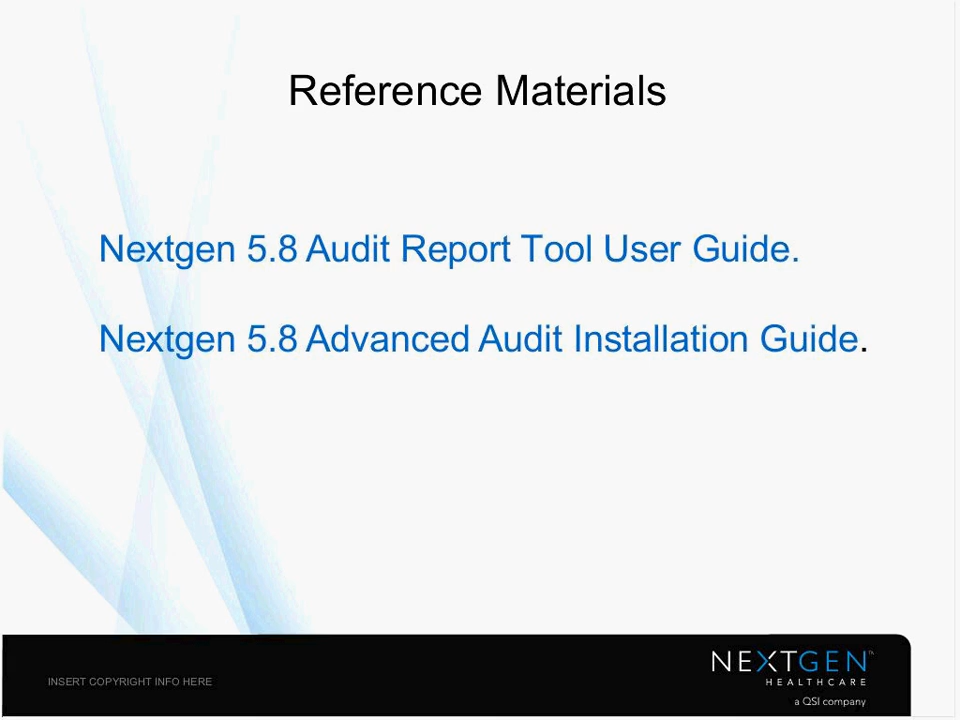 Reference Materials
Nextgen 5.8 Audit Report Tool User Guide.
Nextgen 5.8 Advanced Audit Installation Guide.
INSERT COPYRIGHT INFO HERE
NEXTGEN™
HEALTHCARE
a QSI company